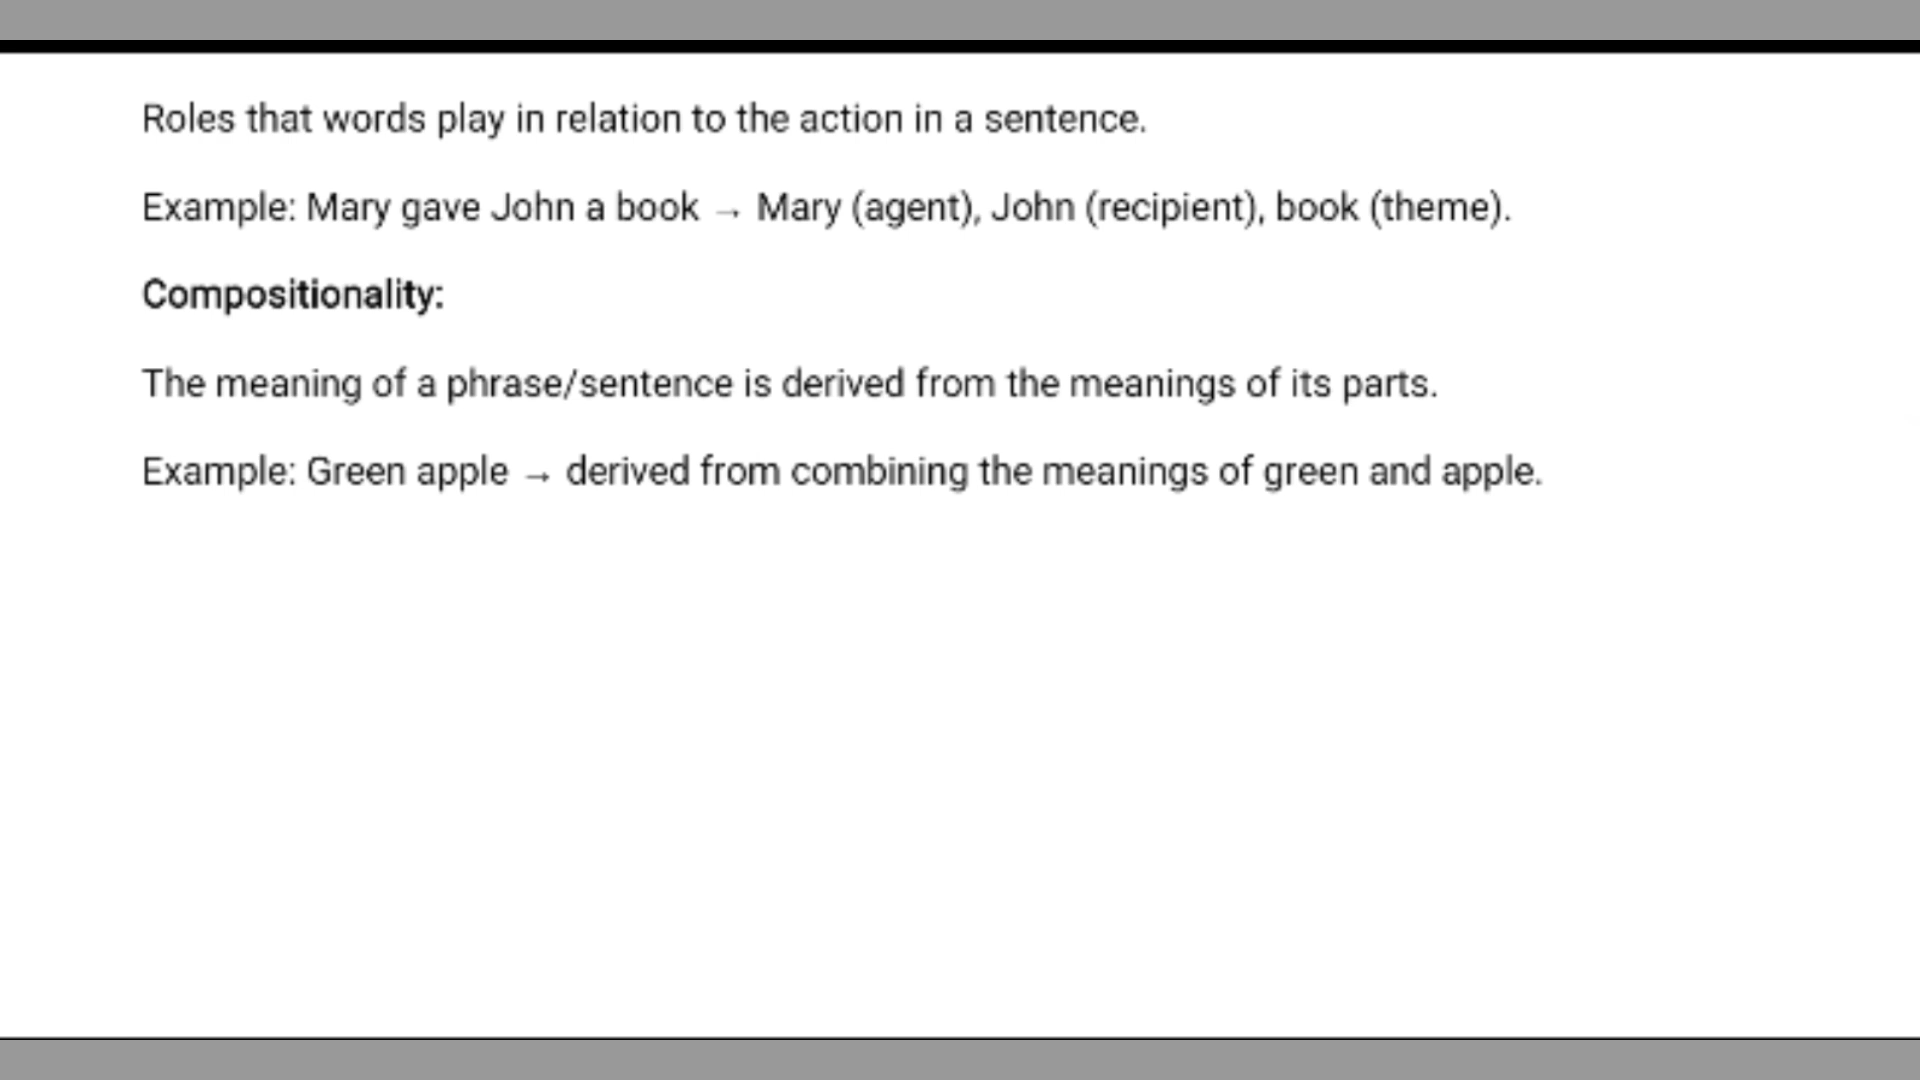 Roles that words play in relation to the action in a sentence.
Example: Mary gave John a book → Mary (agent), John (recipient), book (theme).
Compositionality:
The meaning of a phrase/sentence is derived from the meanings of its parts.
Example: Green apple → derived from combining the meanings of green and apple.